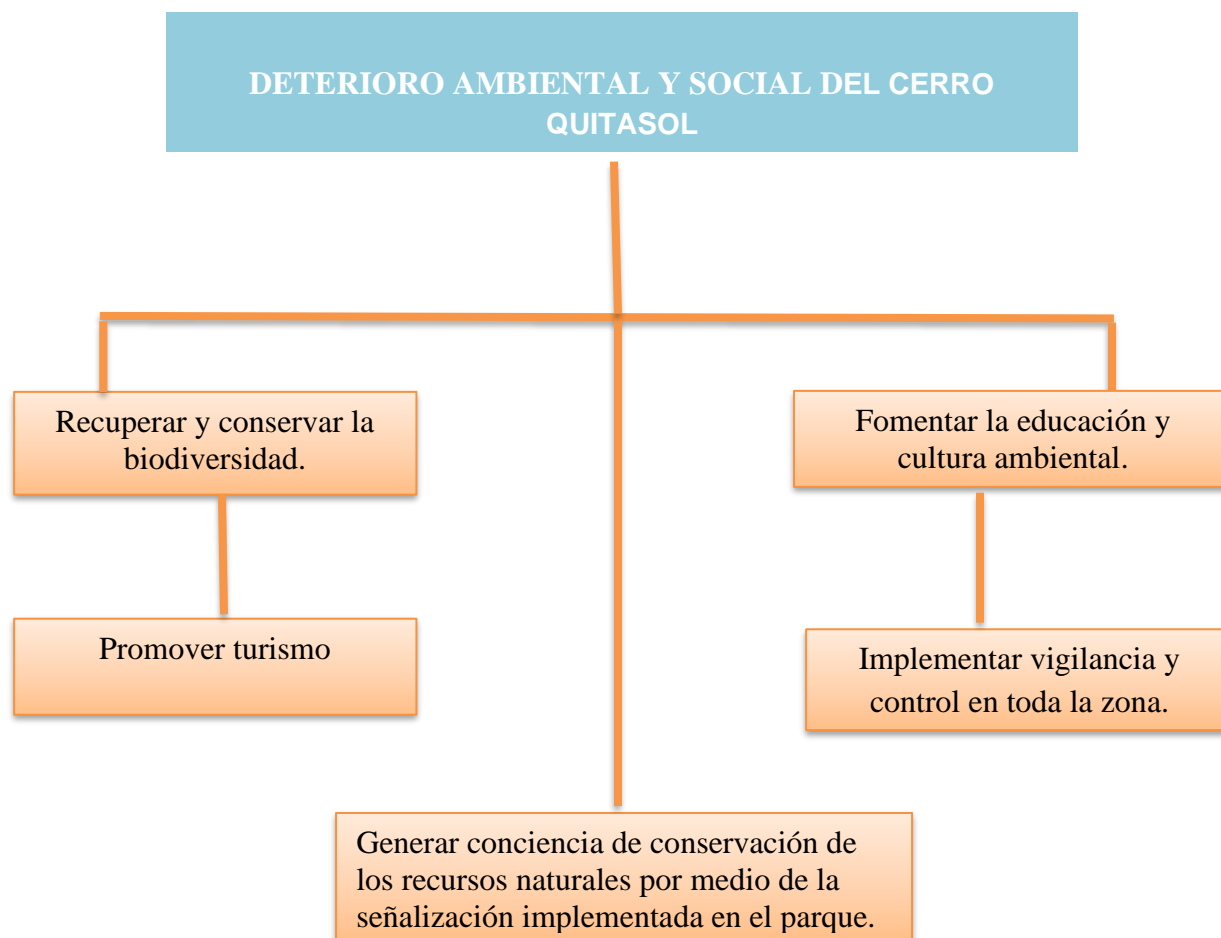 DETERIORO AMBIENTAL Y SOCIAL DEL CERRO
QUITASOL
Recuperar y conservar la
biodiversidad.
Fomentar la educación y
cultura ambiental.
Promover turismo
Implementar vigilancia y
control en toda la zona.
Generar conciencia de conservación de
los recursos naturales por medio de la
señalización implementada en el parque.